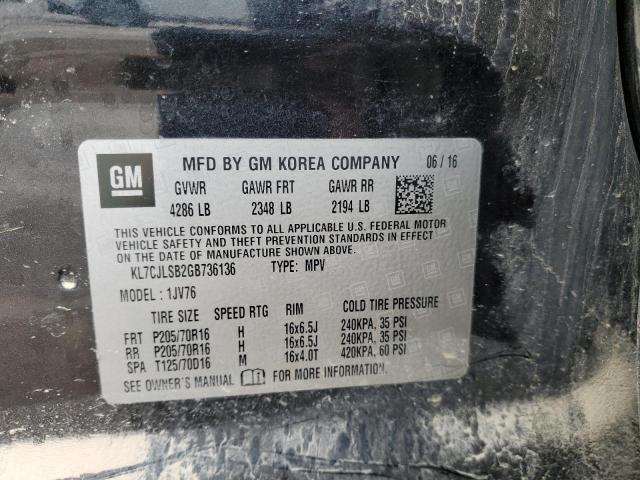 GM MFD BY GM KOREA COMPANY 06 / 16
GVWR GAWR FRT GAWR RR
4286 LB 2348 LB 2194 LB
THIS VEHICLE CONFORMS TO ALL APPLICABLE U.S. FEDERAL MOTOR
VEHICLE SAFETY AND THEFT PREVENTION STANDARDS IN EFFECT
ON THE DATE OF MANUFACTURE SHOWN ABOVE.
KL7CJLSB2GB736136 TYPE: MPV
MODEL : 1JV76
TIRE SIZE SPEED RTG RIM COLD TIRE PRESSURE
FRT P205/70R16 H 16x6.5J 240KPA, 35 PSI
RR P205/70R16 H 16x6.5J 240KPA, 35 PSI
SPA T125/70D16 M 16x4.0T 420KPA, 60 PSI
SEE OWNER'S MANUAL FOR MORE INFORMATION.